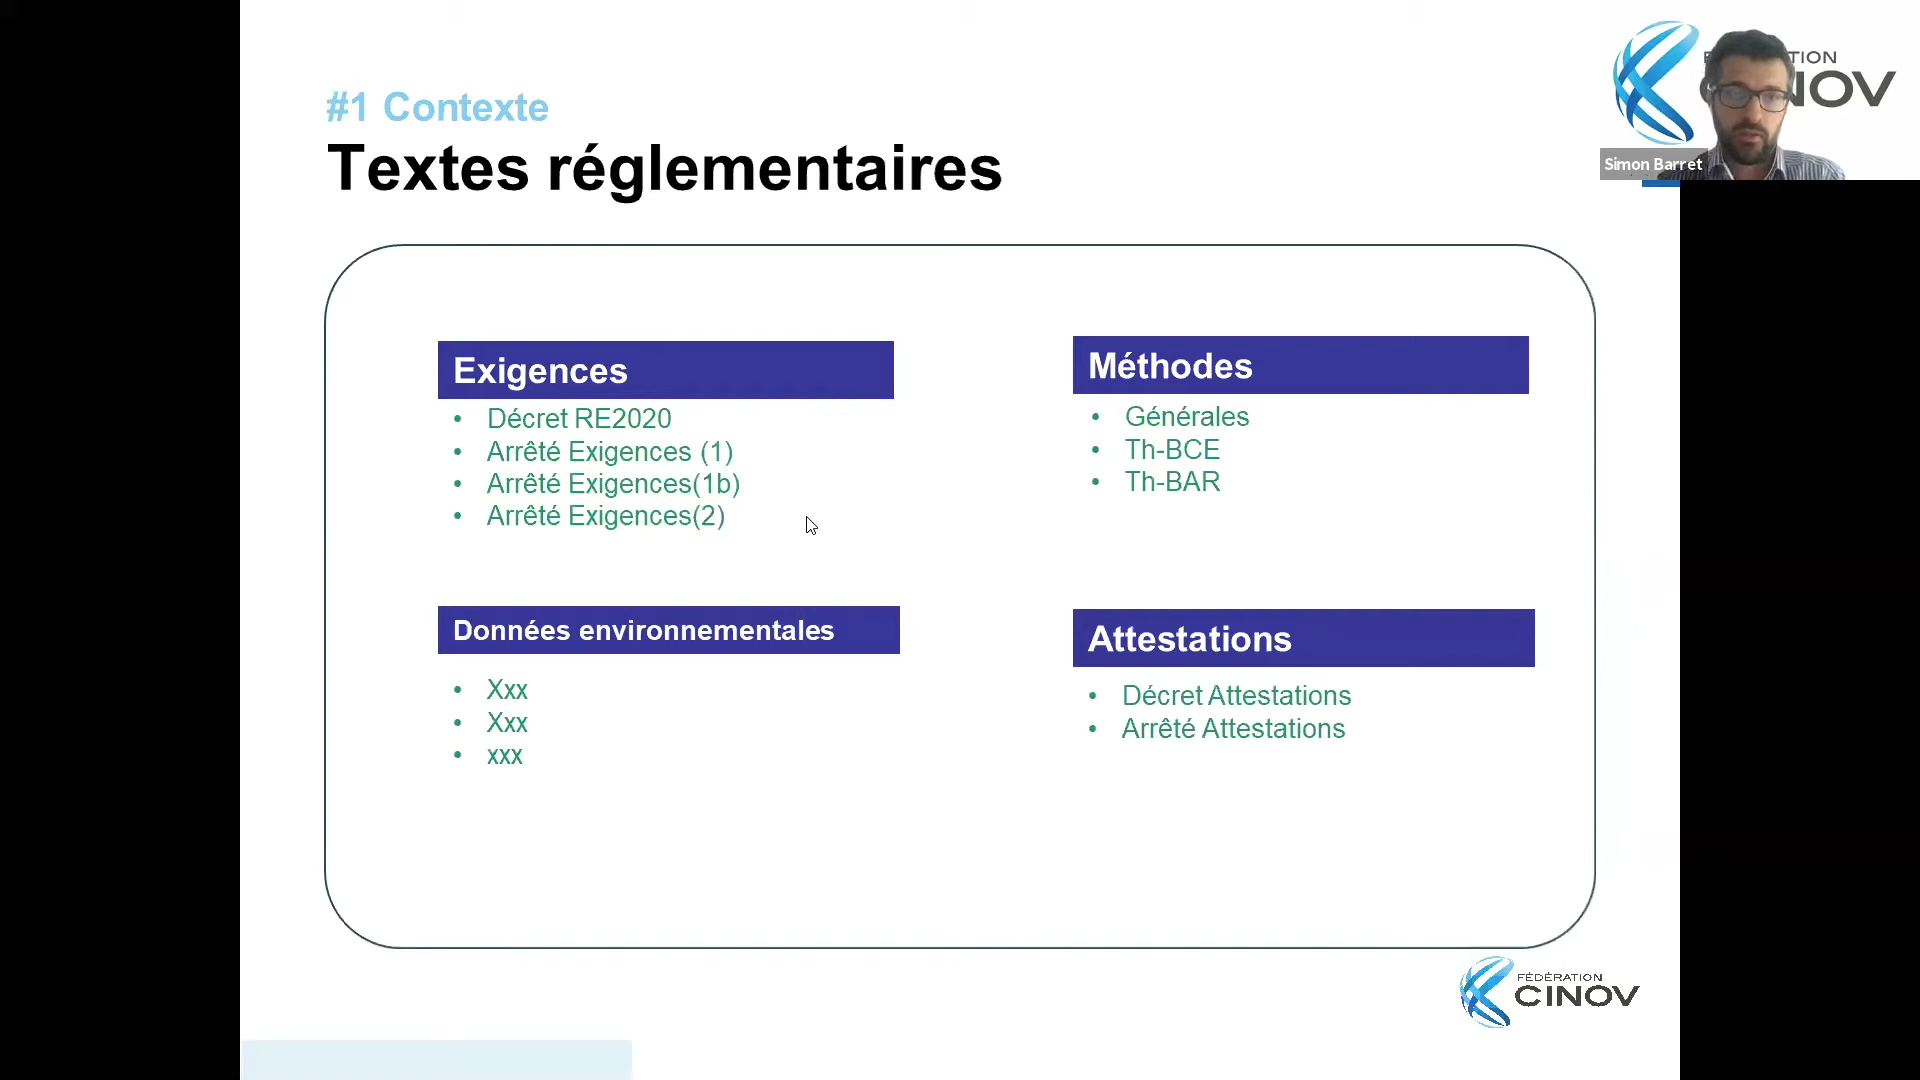 #1 Contexte
Textes réglementaires
NOV
Simon Barret
Exigences
• Décret RE2020
• Arrêté Exigences (1)
• Arrêté Exigences(1b)
• Arrêté Exigences(2)
Méthodes
• Générales
• Th-BCE
• Th-BAR
Données environnementales
• Xxx
• Xxx
• xxx
Attestations
• Décret Attestations
• Arrêté Attestations
FÉDÉRATION
CINOV